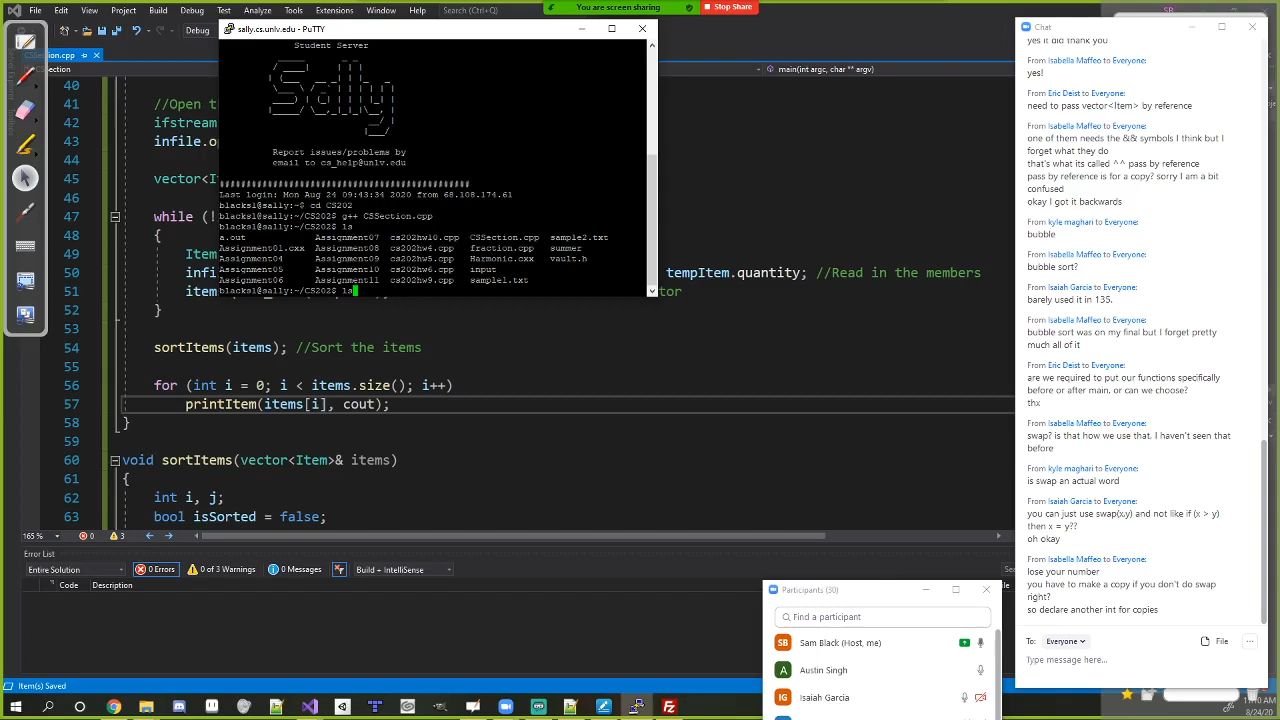 File Edit View Project Build Debug Test Analyze Tools Extensions Window Help Search
You are screen sharing Stop Share
Debug
sally.cs.unlv.edu - PuTTY
Student Server
Report issues/problems by
email to cs_help@unlv.edu
################################################
Last login: Mon Aug 24 09:43:34 2020 from 68.108.174.61
blacks1@sally:~$ cd CS202
blacks1@sally:~/CS202$ g++ CSSection.cpp
blacks1@sally:~/CS202$ ls
a.out Assignment07 cs202hw10.cpp CSSection.cpp sample2.txt
Assignment01.cxx Assignment08 cs202hw4.cpp fraction.cpp summer
Assignment04 Assignment09 cs202hw5.cpp Harmonic.cxx vault.h
Assignment05 Assignment10 cs202hw6.cpp input
Assignment06 Assignment11 cs202hw9.cpp sample1.txt
blacks1@sally:~/CS202$ ls
main(int argc, char ** argv)
40
41 //Open t
42 ifstream
43 infile.o
44
45 vector<It
46
47 while (!
48 {
49 Item
50 infi tempItem.quantity; //Read in the members
51 item tor
52 }
53
54 sortItems(items); //Sort the items
55
56 for (int i = 0; i < items.size(); i++)
57 printItem(items[i], cout);
58 }
59
60 void sortItems(vector<Item>& items)
61 {
62 int i, j;
63 bool isSorted = false;
165 % 0 3
Error List
Entire Solution 0 Errors 0 of 3 Warnings 0 Messages Build + IntelliSense
Code Description
Item(s) Saved
Participants (30)
Find a participant
SB Sam Black (Host, me)
A Austin Singh
IG Isaiah Garcia
Chat
yes it did thank you
From Isabella Maffeo to Everyone:
yes!
From Eric Deist to Everyone:
need to pass vector<Item> by reference
From Isabella Maffeo to Everyone:
one of them needs the && symbols I think but I
forget what they do
that's what its called ^^ pass by reference
pass by reference is for a copy? sorry I am a bit
confused
okay I got it backwards
From kyle maghari to Everyone:
bubble
From Isabella Maffeo to Everyone:
bubble sort?
From Isaiah Garcia to Everyone:
barely used it in 135.
From Isabella Maffeo to Everyone:
bubble sort was on my final but I forget pretty
much all of it
From Eric Deist to Everyone:
are we required to put our functions specifically
before or after main, or can we choose?
thx
From Isabella Maffeo to Everyone:
swap? is that how we use that, I haven't seen that
before
From kyle maghari to Everyone:
is swap an actual word
From Isaiah Garcia to Everyone:
you can just use swap(x,y) and not like if (x > y)
then x = y??
oh okay
From Isabella Maffeo to Everyone:
lose your number
you have to make a copy if you don't do swap
right?
so declare another int for copies
To: Everyone File
Type message here...
11:10 AM
8/24/20